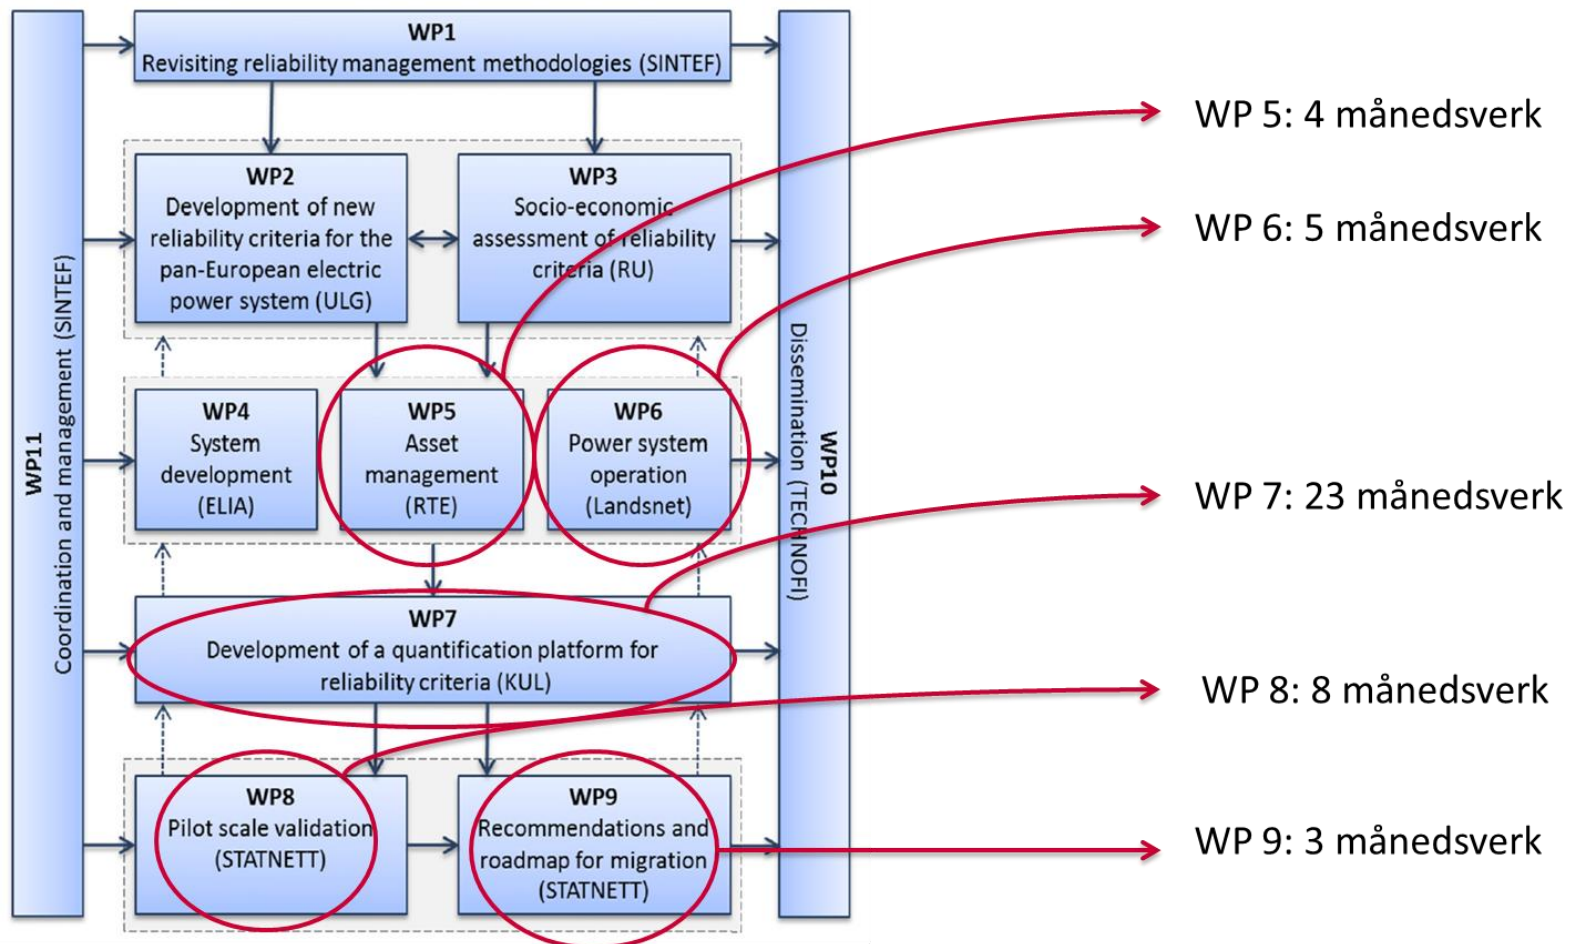 WP1
Revisiting reliability management methodologies (SINTEF)
WP2
Development of new
reliability criteria for the
pan-European electric
power system (ULG)
WP3
Socio-economic
assessment of reliability
criteria (RU)
WP4
System
development
(ELIA)
WP5
Asset
management
(RTE)
WP6
Power system
operation
(Landsnet)
WP7
Development of a quantification platform for
reliability criteria (KUL)
WP8
Pilot scale validation
(STATNETT)
WP9
Recommendations and
roadmap for migration
(STATNETT)
WP11
Coordination and management (SINTEF)
WP10
Dissemination (TECHNOFI)
WP 5: 4 månedsverk
WP 6: 5 månedsverk
WP 7: 23 månedsverk
WP 8: 8 månedsverk
WP 9: 3 månedsverk